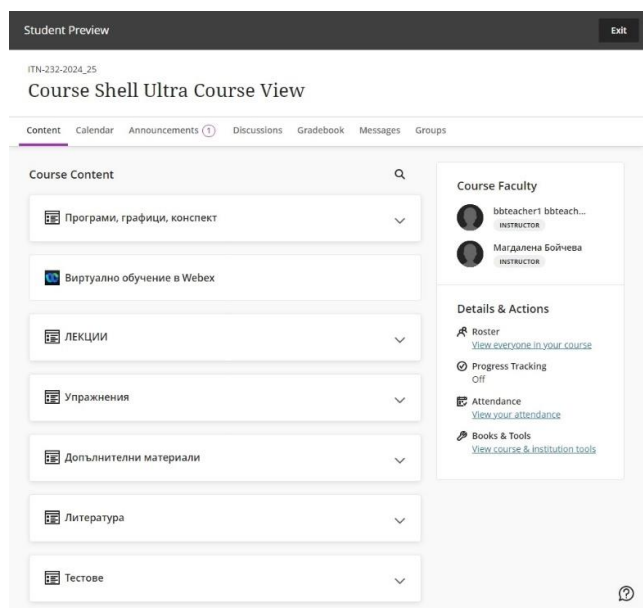 Student Preview
Exit
ITN-232-2024_25
Course Shell Ultra Course View
Content Calendar Announcements 1 Discussions Gradebook Messages Groups
Course Content
Програми, графици, конспект
Виртуално обучение в Webex
ЛЕКЦИИ
Упражнения
Допълнителни материали
Литература
Тестове
Course Faculty
bbteacher1 bbteach...
INSTRUCTOR
Магдалена Бойчева
INSTRUCTOR
Details & Actions
Roster
View everyone in your course
Progress Tracking
Off
Attendance
View your attendance
Books & Tools
View course & institution tools